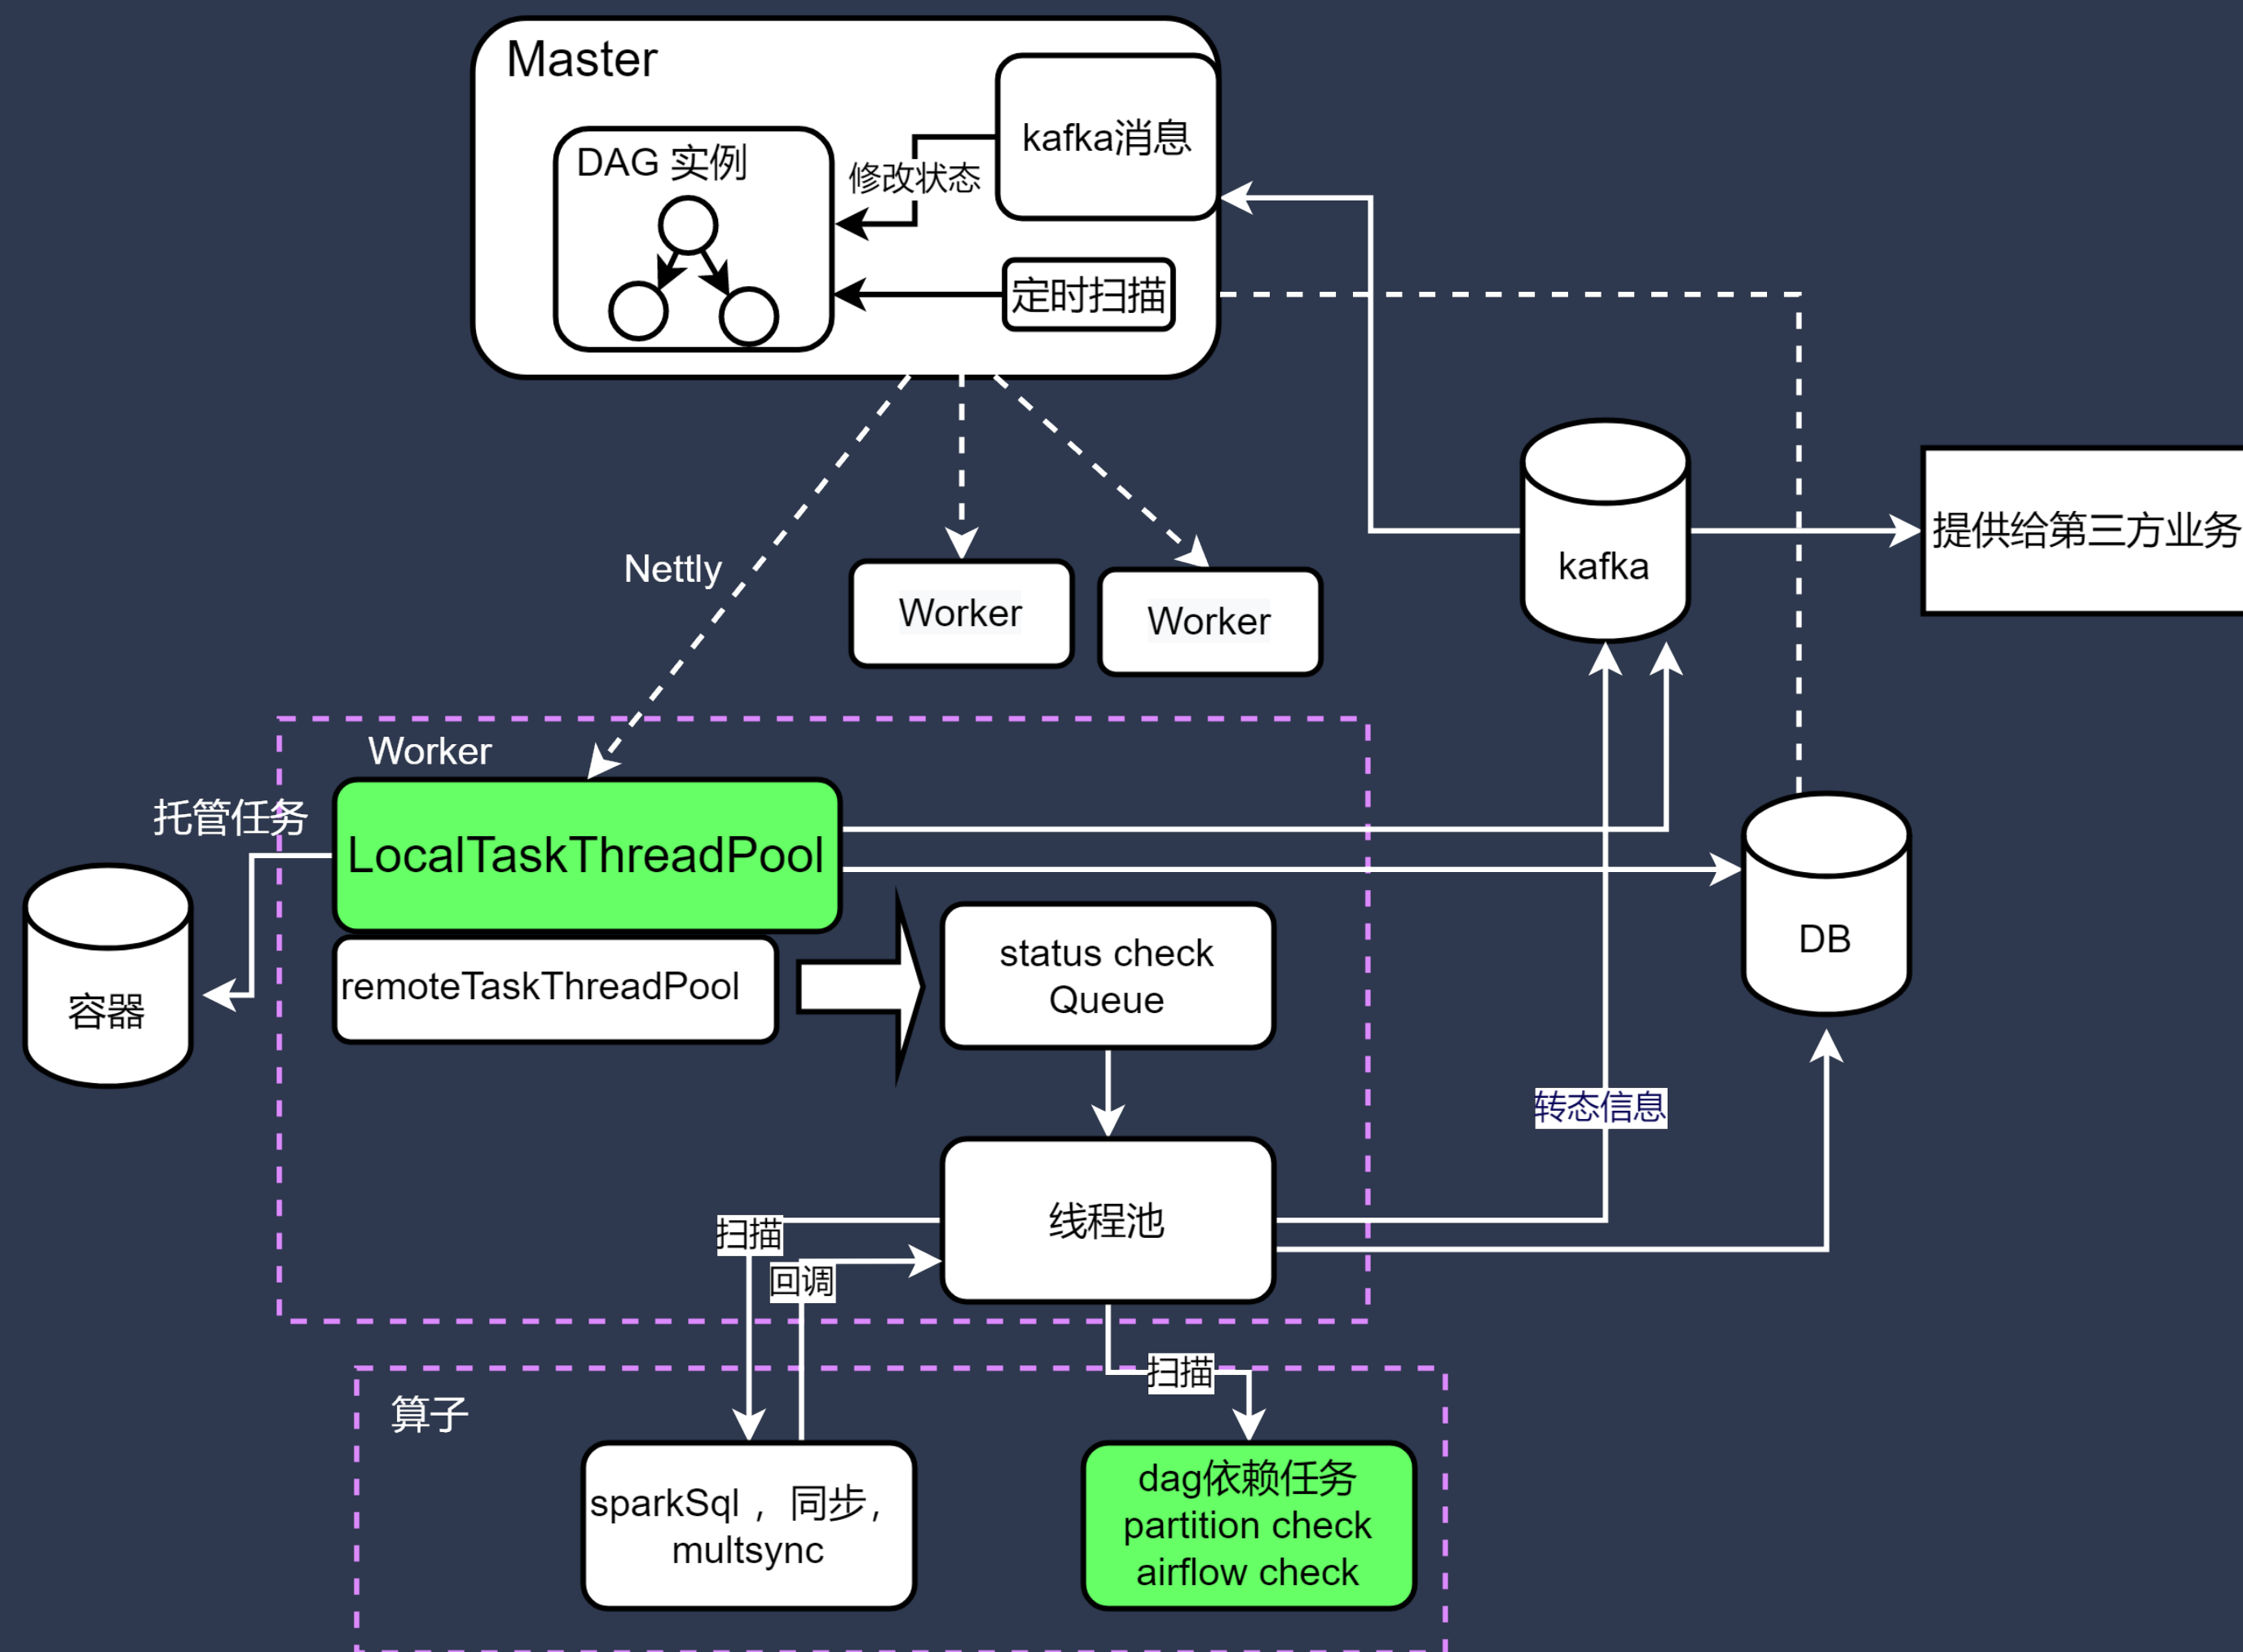 Master
kafka消息
DAG 实例
修改状态
定时扫描
kafka
提供给第三方业务
Nettly
Worker
Worker
Worker
托管任务
LocalTaskThreadPool
remoteTaskThreadPool
status check
Queue
DB
容器
转态信息
线程池
扫描
回调
扫描
算子
sparkSql ，同步，
multsync
dag依赖任务
partition check
airflow check